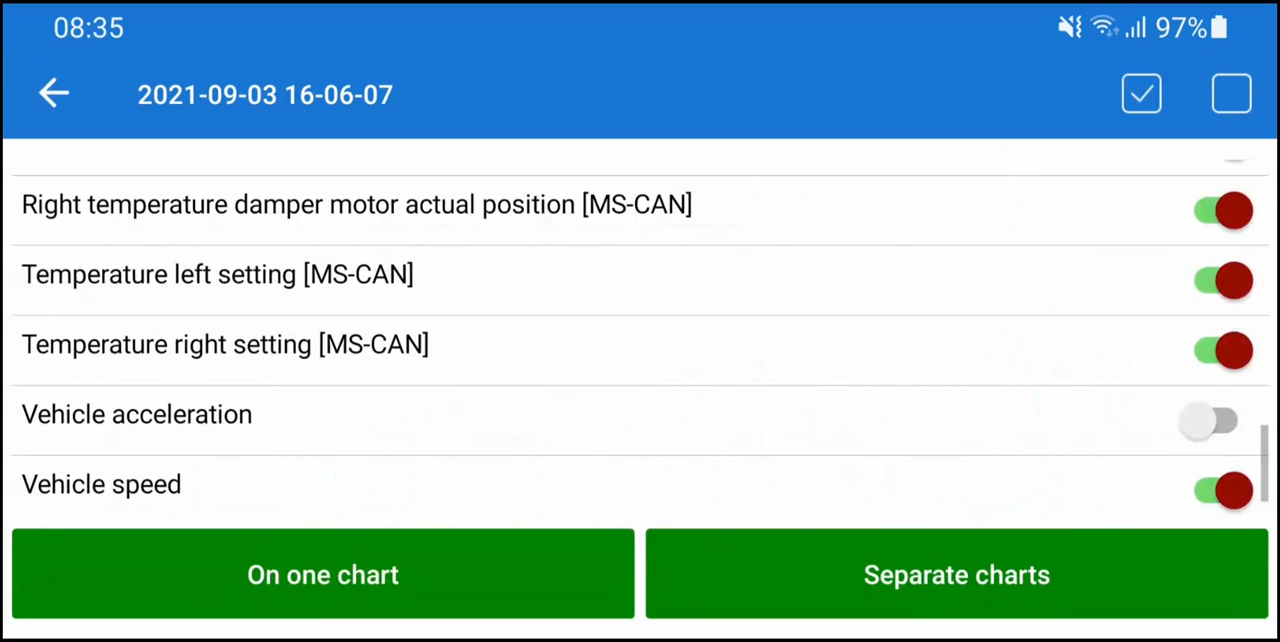 08:35
97%
2021-09-03 16-06-07
Right temperature damper motor actual position [MS-CAN]
Temperature left setting [MS-CAN]
Temperature right setting [MS-CAN]
Vehicle acceleration
Vehicle speed
On one chart
Separate charts